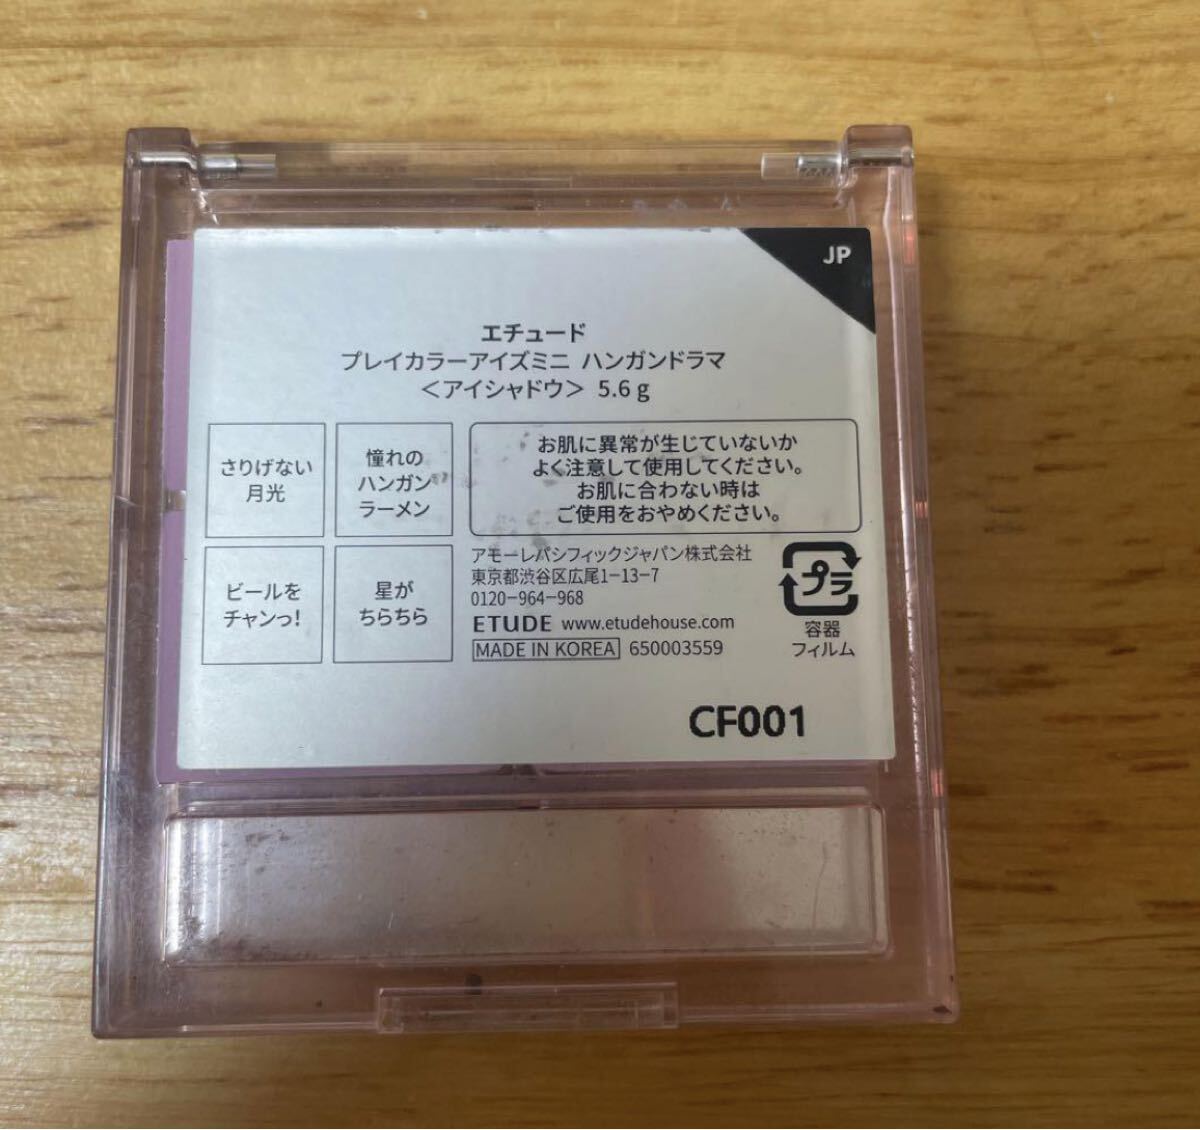 JP
エチュード
プレイカラーアイズミニ ハンガンドラマ
＜アイシャドウ＞ 5.6 g
さりげない
月光
憧れの
ハンガン
ラーメン
ビールを
チャンっ!
星が
ちらちら
お肌に異常が生じていないか
よく注意して使用してください。
お肌に合わない時は
ご使用をおやめください。
アモーレパシフィックジャパン株式会社
東京都渋谷区広尾1-13-7
0120-964-968
ETUDE www.etudehouse.com
MADE IN KOREA 650003559
プラ
容器
フィルム
CF001